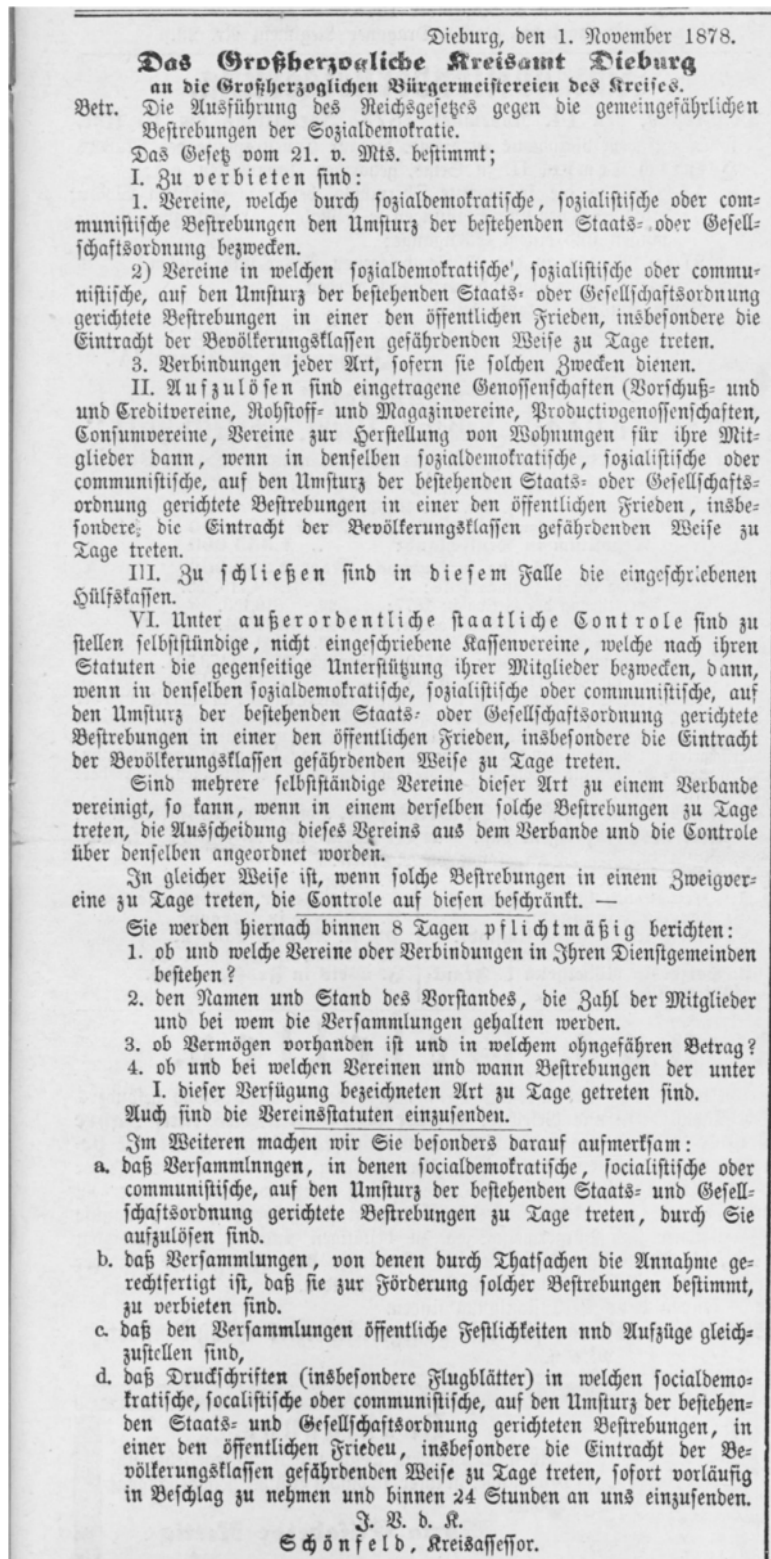 Dieburg, den 1. November 1878.
Das Großherzogliche Kreisamt Dieburg
an die Großherzoglichen Bürgermeistereien des Kreises.
Betr. Die Ausführung des Reichsgesetzes gegen die gemeingefährlichen
Bestrebungen der Sozialdemokratie.
Das Gesetz vom 21. v. Mts. bestimmt;
I. Zu verbieten sind:
1. Vereine, welche durch sozialdemokratische, sozialistische oder com-
munistische Bestrebungen den Umsturz der bestehenden Staats- oder Gesell-
schaftsordnung bezwecken.
2) Vereine in welchen sozialdemokratische', sozialistische oder commu-
nistische, auf den Umsturz der bestehenden Staats- oder Gesellschaftsordnung
gerichtete Bestrebungen in einer den öffentlichen Frieden, insbesondere die
Eintracht der Bevölkerungsklassen gefährdenden Weise zu Tage treten.
3. Verbindungen jeder Art, sofern sie solchen Zwecken dienen.
II. Aufzulösen sind eingetragene Genossenschaften (Vorschuß- und
und Creditvereine, Rohstoff- und Magazinvereine, Productivgenossenschaften,
Consumvereine, Vereine zur Herstellung von Wohnungen für ihre Mit-
glieder dann, wenn in denselben sozialdemokratische, sozialistische oder
communistische, auf den Umsturz der bestehenden Staats- oder Gesellschafts-
ordnung gerichtete Bestrebungen in einer den öffentlichen Frieden, insbe-
sondere die Eintracht der Bevölkerungsklassen gefährdenden Weise zu
Tage treten.
III. Zu schließen sind in diesem Falle die eingeschriebenen
Hülfskassen.
VI. Unter außerordentliche staatliche Controle sind zu
stellen selbstständige, nicht eingeschriebene Kassenvereine, welche nach ihren
Statuten die gegenseitige Unterstützung ihrer Mitglieder bezwecken, dann,
wenn in denselben sozialdemokratische, sozialistische oder communistische, auf
den Umsturz der bestehenden Staats- oder Gesellschaftsordnung gerichtete
Bestrebungen in einer den öffentlichen Frieden, insbesondere die Eintracht
der Bevölkerungsklassen gefährdenden Weise zu Tage treten.
Sind mehrere selbstständige Vereine dieser Art zu einem Verbande
vereinigt, so kann, wenn in einem derselben solche Bestrebungen zu Tage
treten, die Ausscheidung dieses Vereins aus dem Verbande und die Controle
über denselben angeordnet worden.
In gleicher Weise ist, wenn solche Bestrebungen in einem Zweigver-
eine zu Tage treten, die Controle auf diesen beschränkt. —
Sie werden hiernach binnen 8 Tagen pflichtmäßig berichten:
1. ob und welche Vereine oder Verbindungen in Ihren Dienstgemeinden
bestehen?
2. den Namen und Stand des Vorstandes, die Zahl der Mitglieder
und bei wem die Versammlungen gehalten werden.
3. ob Vermögen vorhanden ist und in welchem ohngefähren Betrag?
4. ob und bei welchen Vereinen und wann Bestrebungen der unter
I. dieser Verfügung bezeichneten Art zu Tage getreten sind.
Auch sind die Vereinsstatuten einzusenden.
Im Weiteren machen wir Sie besonders darauf aufmerksam:
a. daß Versammlnngen, in denen socialdemokratische, socialistische oder
communistische, auf den Umsturz der bestehenden Staats- und Gesell-
schaftsordnung gerichtete Bestrebungen zu Tage treten, durch Sie
aufzulösen sind.
b. daß Versammlungen, von denen durch Thatsachen die Annahme ge-
rechtfertigt ist, daß sie zur Förderung solcher Bestrebungen bestimmt,
zu verbieten sind.
c. daß den Versammlungen öffentliche Festlichkeiten nnd Aufzüge gleich-
zustellen sind,
d. daß Druckschriften (insbesondere Flugblätter) in welchen socialdemo-
kratische, socalistische oder communistische, auf den Umsturz der bestehen-
den Staats- und Gesellschaftsordnung gerichteten Bestrebungen, in
einer den öffentlichen Friedeu, insbesondere die Eintracht der Be-
völkerungsklassen gefährdenden Weise zu Tage treten, sofort vorläufig
in Beschlag zu nehmen und binnen 24 Stunden an uns einzusenden.
J. V. d. K.
Schönfeld, Kreisassessor.